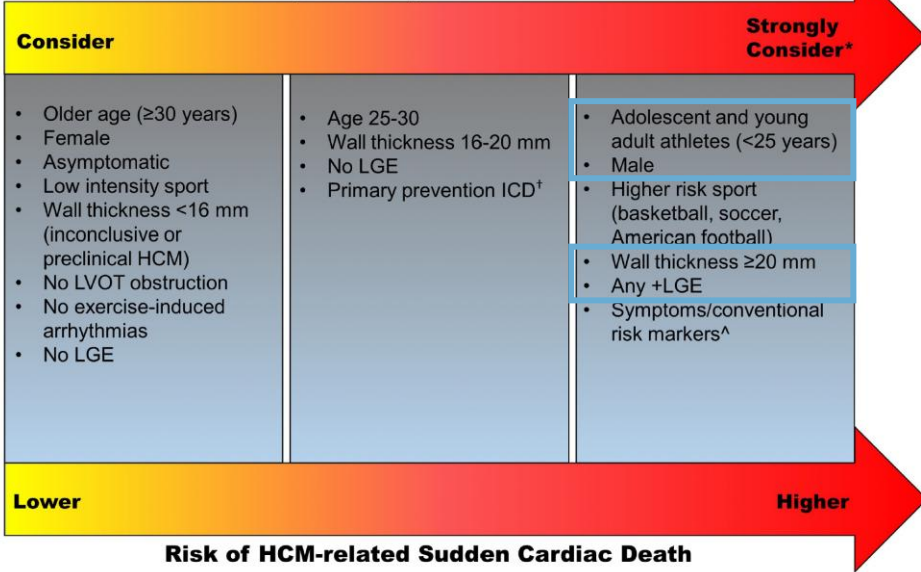 Consider
Strongly
Consider*
• Older age (≥30 years)
• Female
• Asymptomatic
• Low intensity sport
• Wall thickness <16 mm
(inconclusive or
preclinical HCM)
• No LVOT obstruction
• No exercise-induced
arrhythmias
• No LGE
• Age 25-30
• Wall thickness 16-20 mm
• No LGE
• Primary prevention ICD†
• Adolescent and young
adult athletes (<25 years)
• Male
• Higher risk sport
(basketball, soccer,
American football)
• Wall thickness ≥20 mm
• Any +LGE
• Symptoms/conventional
risk markers^
Lower
Higher
Risk of HCM-related Sudden Cardiac Death